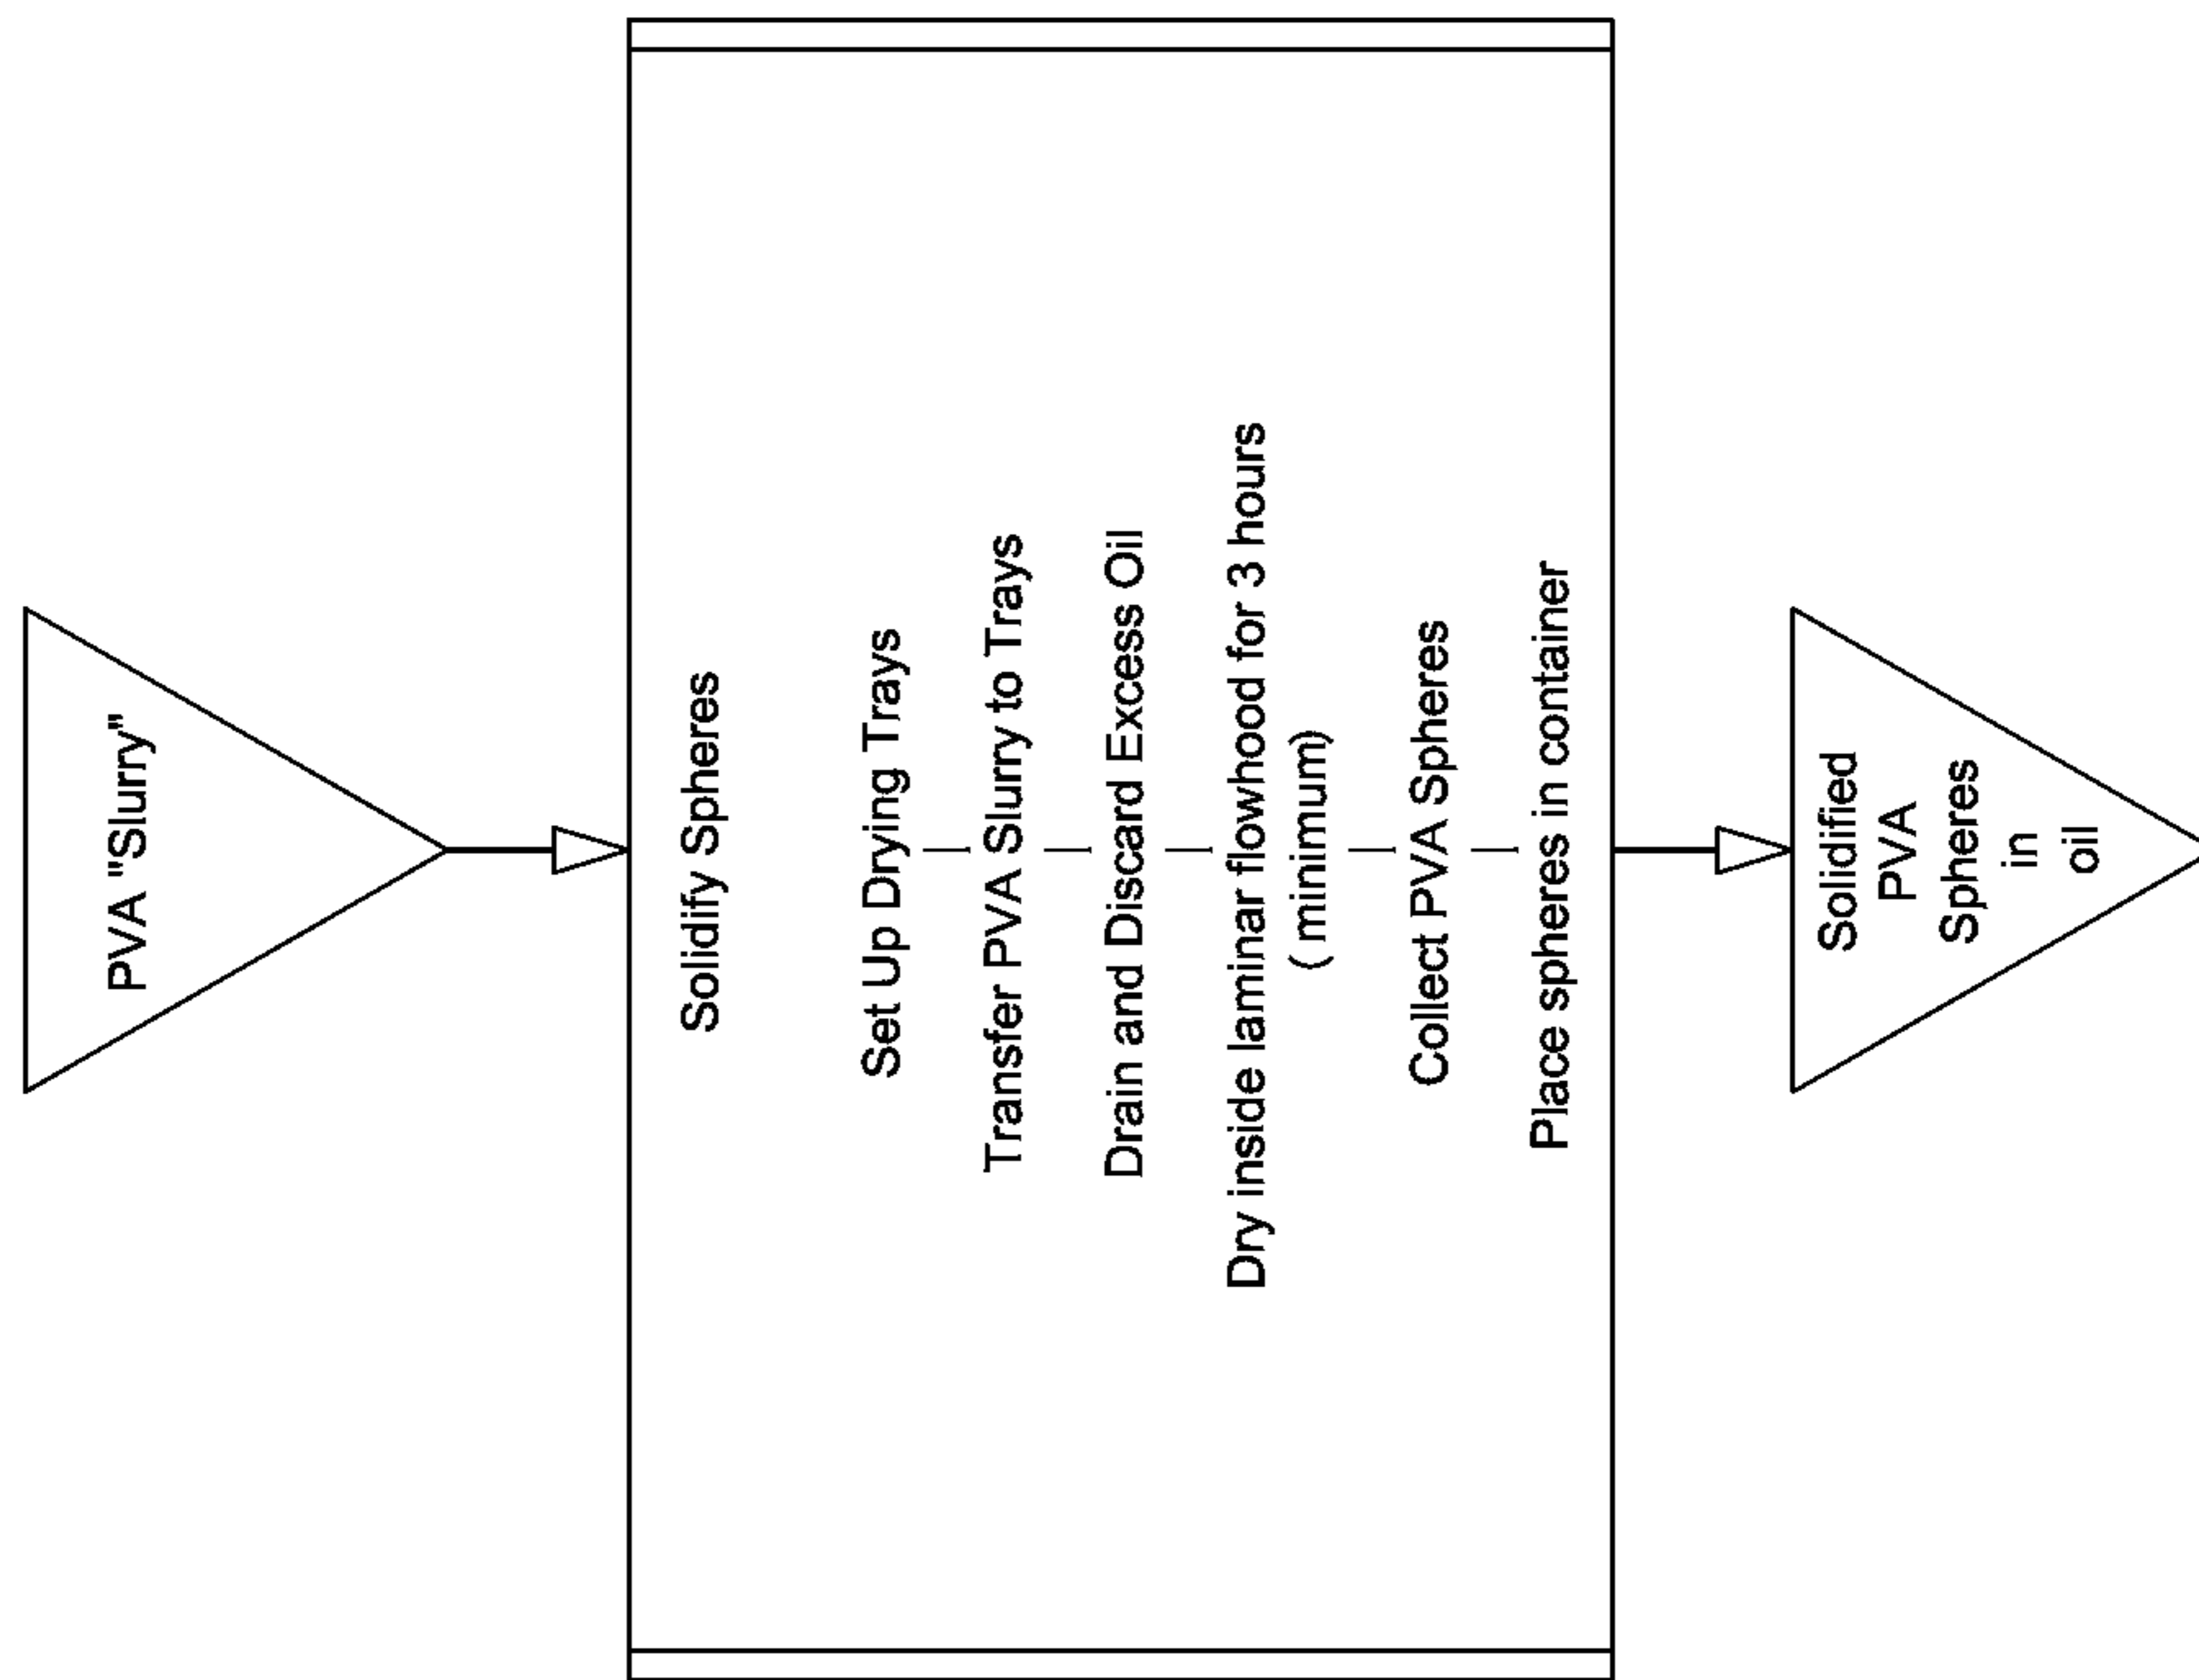 PVA "Slurry"
Solidify Spheres
Set Up Drying Trays
Transfer PVA Slurry to Trays
Drain and Discard Excess Oil
Dry inside laminar flowhood for 3 hours
( minimum)
Collect PVA Spheres
Place spheres in container
Solidified
PVA
Spheres
in
oil